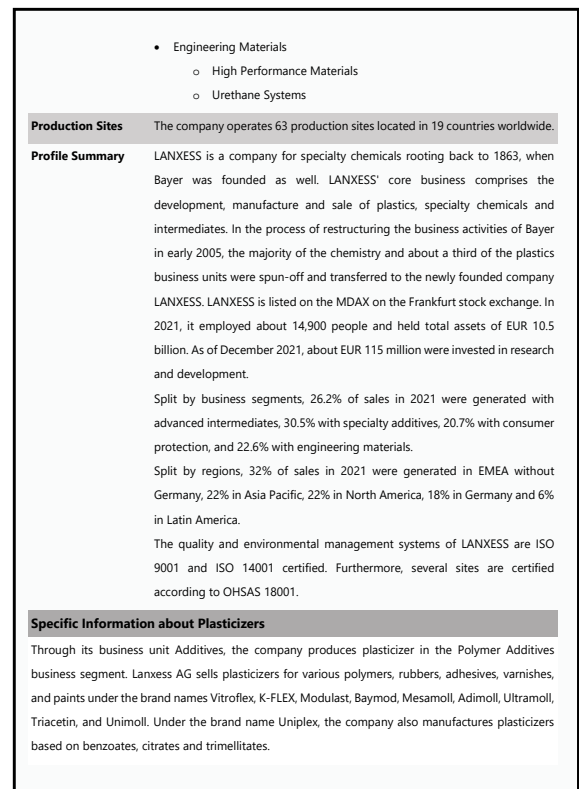 • Engineering Materials
o High Performance Materials
o Urethane Systems
Production Sites The company operates 63 production sites located in 19 countries worldwide.
Profile Summary LANXESS is a company for specialty chemicals rooting back to 1863, when
Bayer was founded as well. LANXESS' core business comprises the
development, manufacture and sale of plastics, specialty chemicals and
intermediates. In the process of restructuring the business activities of Bayer
in early 2005, the majority of the chemistry and about a third of the plastics
business units were spun-off and transferred to the newly founded company
LANXESS. LANXESS is listed on the MDAX on the Frankfurt stock exchange. In
2021, it employed about 14,900 people and held total assets of EUR 10.5
billion. As of December 2021, about EUR 115 million were invested in research
and development.
Split by business segments, 26.2% of sales in 2021 were generated with
advanced intermediates, 30.5% with specialty additives, 20.7% with consumer
protection, and 22.6% with engineering materials.
Split by regions, 32% of sales in 2021 were generated in EMEA without
Germany, 22% in Asia Pacific, 22% in North America, 18% in Germany and 6%
in Latin America.
The quality and environmental management systems of LANXESS are ISO
9001 and ISO 14001 certified. Furthermore, several sites are certified
according to OHSAS 18001.
Specific Information about Plasticizers
Through its business unit Additives, the company produces plasticizer in the Polymer Additives
business segment. Lanxess AG sells plasticizers for various polymers, rubbers, adhesives, varnishes,
and paints under the brand names Vitroflex, K-FLEX, Modulast, Baymod, Mesamoll, Adimoll, Ultramoll,
Triacetin, and Unimoll. Under the brand name Uniplex, the company also manufactures plasticizers
based on benzoates, citrates and trimellitates.